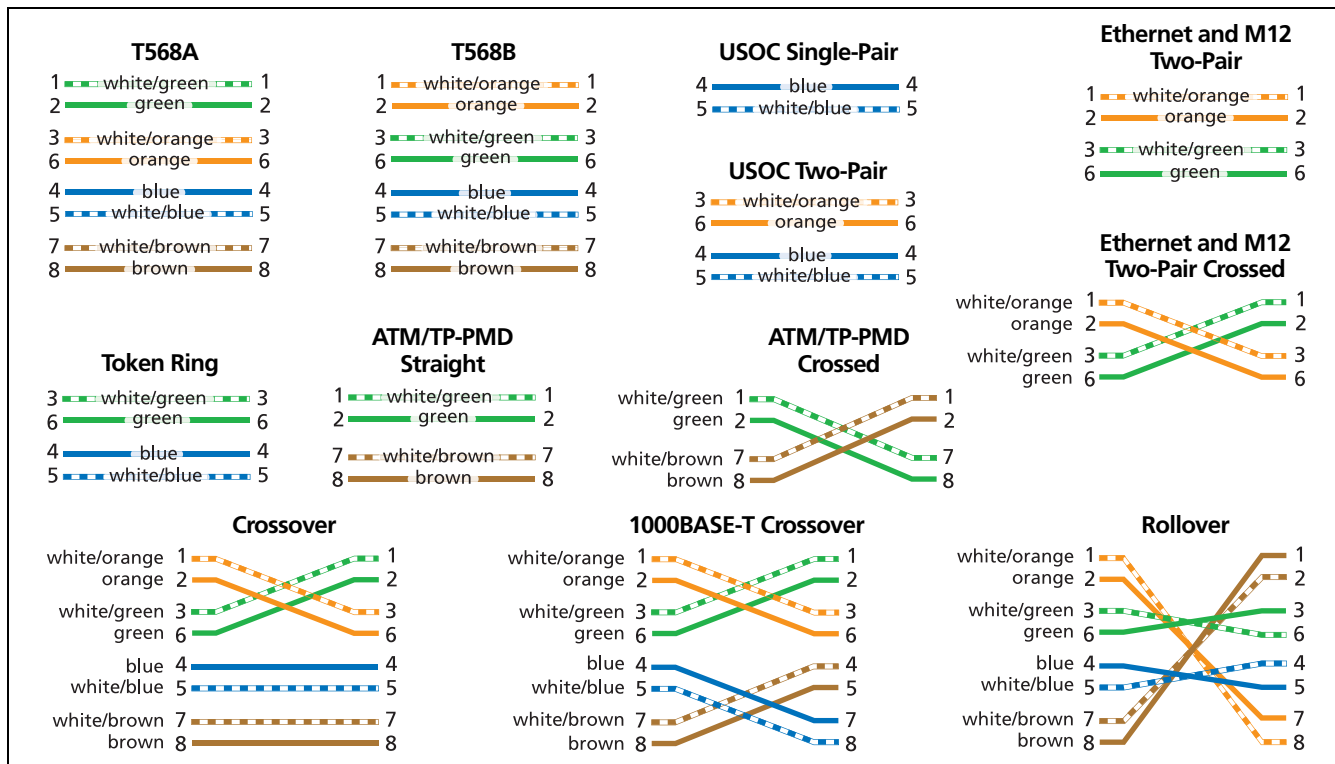 T568A
1 white/green 1
2 green 2
3 white/orange 3
6 orange 6
4 blue 4
5 white/blue 5
7 white/brown 7
8 brown 8
T568B
1 white/orange 1
2 orange 2
3 white/green 3
6 green 6
4 blue 4
5 white/blue 5
7 white/brown 7
8 brown 8
USOC Single-Pair
4 blue 4
5 white/blue 5
USOC Two-Pair
3 white/orange 3
6 orange 6
4 blue 4
5 white/blue 5
Ethernet and M12
Two-Pair
1 white/orange 1
2 orange 2
3 white/green 3
6 green 6
Ethernet and M12
Two-Pair Crossed
white/orange 1 1
orange 2 2
white/green 3 3
green 6 6
Token Ring
3 white/green 3
6 green 6
4 blue 4
5 white/blue 5
ATM/TP-PMD
Straight
1 white/green 1
2 green 2
7 white/brown 7
8 brown 8
ATM/TP-PMD
Crossed
white/green 1 1
green 2 2
white/brown 7 7
brown 8 8
Crossover
white/orange 1 1
orange 2 2
white/green 3 3
green 6 6
blue 4 4
white/blue 5 5
white/brown 7 7
brown 8 8
1000BASE-T Crossover
white/orange 1 1
orange 2 2
white/green 3 3
green 6 6
blue 4 4
white/blue 5 5
white/brown 7 7
brown 8 8
Rollover
white/orange 1 1
orange 2 2
white/green 3 3
green 6 6
blue 4 4
white/blue 5 5
white/brown 7 7
brown 8 8